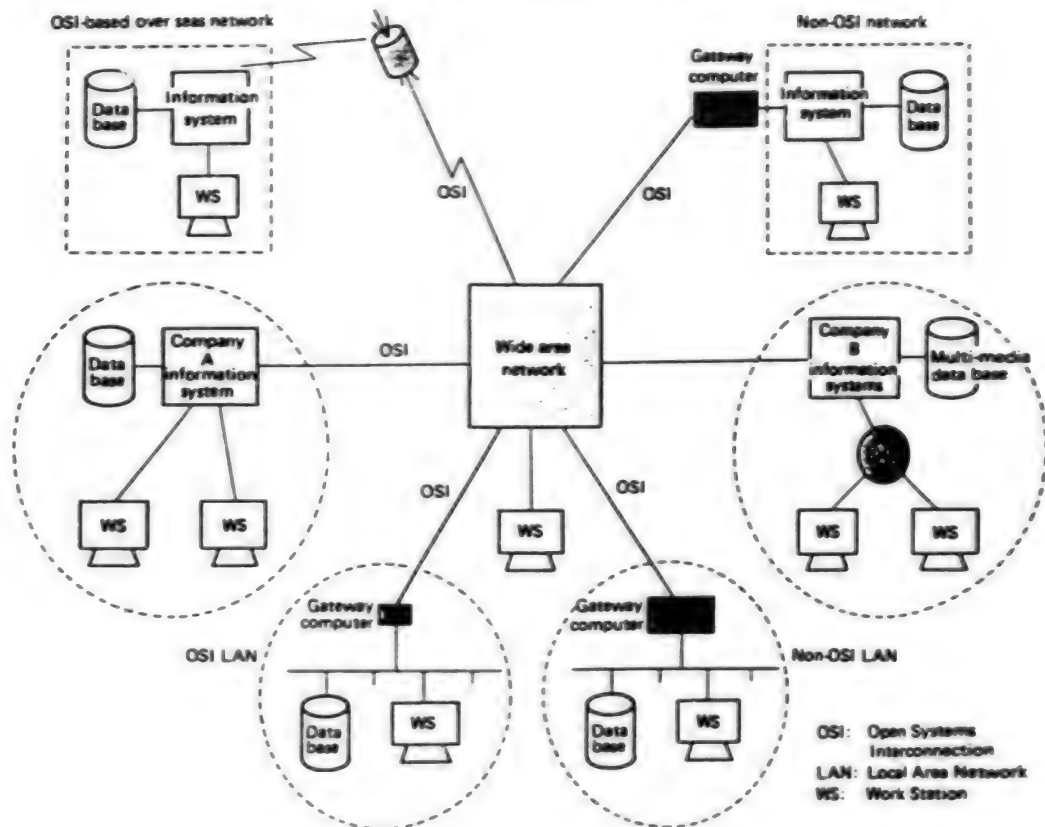 OSI-based over seas network
Non-OSI network
Gateway
computer
Data
base
Information
system
WS
OSI
OSI
Information
system
Data
base
WS
Data
base
Company
A
information
system
WS
WS
OSI
Wide area
network
Company
B
information
systems
Multi-media
data base
WS
WS
OSI
WS
OSI
Gateway
computer
OSI LAN
Data
base
WS
Gateway
computer
Non-OSI LAN
Data
base
WS
OSI: Open Systems
Interconnection
LAN: Local Area Network
WS: Work Station